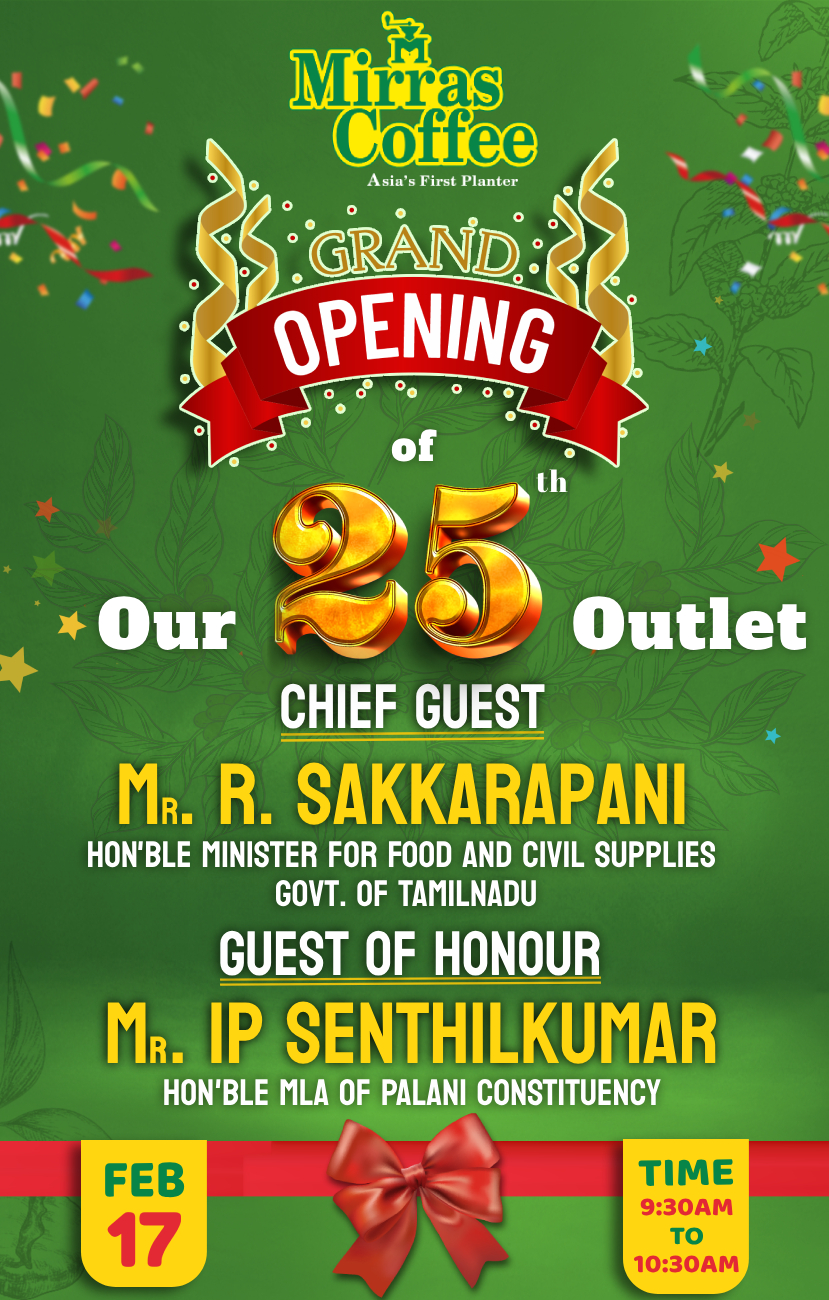 M
Mirras
Coffee
Asia's First Planter
GRAND
OPENING
of
25th
Our Outlet
CHIEF GUEST
MR. R. SAKKARAPANI
HON'BLE MINISTER FOR FOOD AND CIVIL SUPPLIES
GOVT. OF TAMILNADU
GUEST OF HONOUR
MR. IP SENTHILKUMAR
HON'BLE MLA OF PALANI CONSTITUENCY
FEB
17
TIME
9:30AM
TO
10:30AM